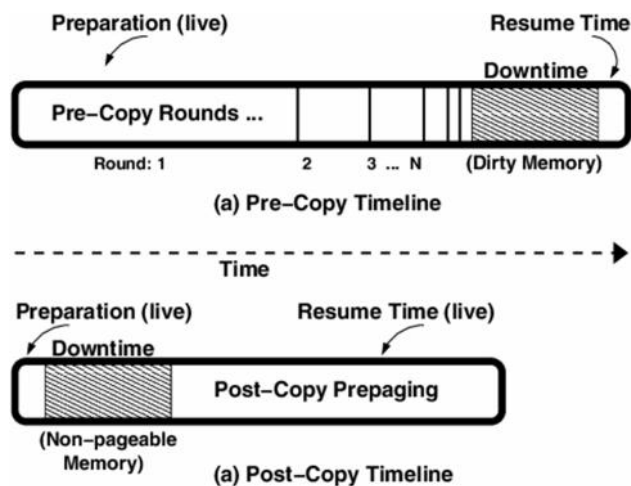 Preparation (live)
Resume Time
Downtime
Pre-Copy Rounds ...
Round: 1 2 3 ... N (Dirty Memory)
(a) Pre-Copy Timeline
Time
Preparation (live) Resume Time (live)
Downtime
Post-Copy Prepaging
(Non-pageable
Memory)
(a) Post-Copy Timeline